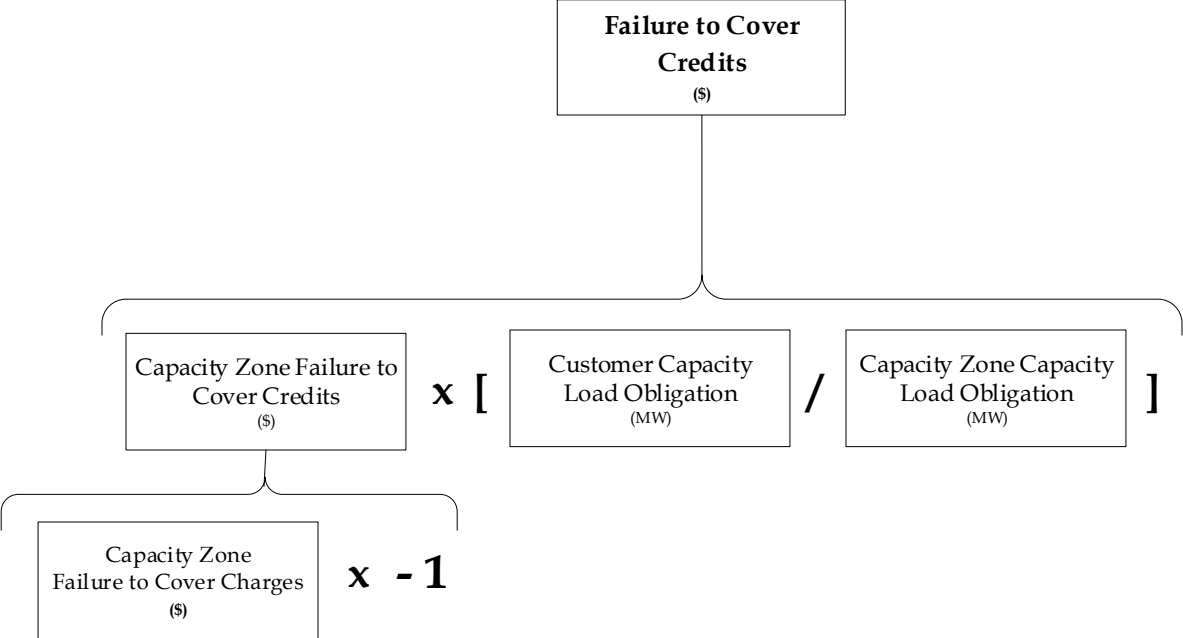 Failure to Cover
Credits
($)
Capacity Zone Failure to
Cover Credits
($)
x [
Customer Capacity
Load Obligation
(MW)
/
Capacity Zone Capacity
Load Obligation
(MW)
]
Capacity Zone
Failure to Cover Charges
($)
x - 1